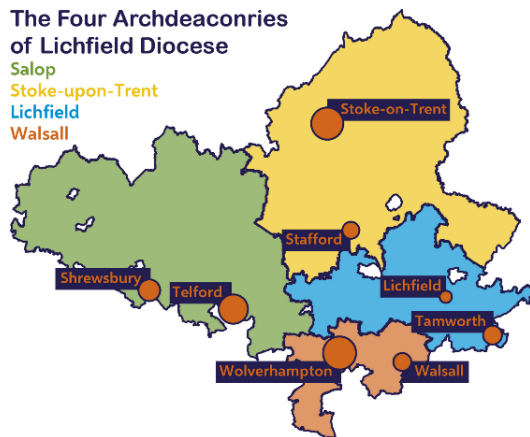 The Four Archdeaconries
of Lichfield Diocese
Salop
Stoke-upon-Trent
Lichfield
Walsall
Stoke-on-Trent
Stafford
Shrewsbury
Telford
Lichfield
Tamworth
Wolverhampton
Walsall